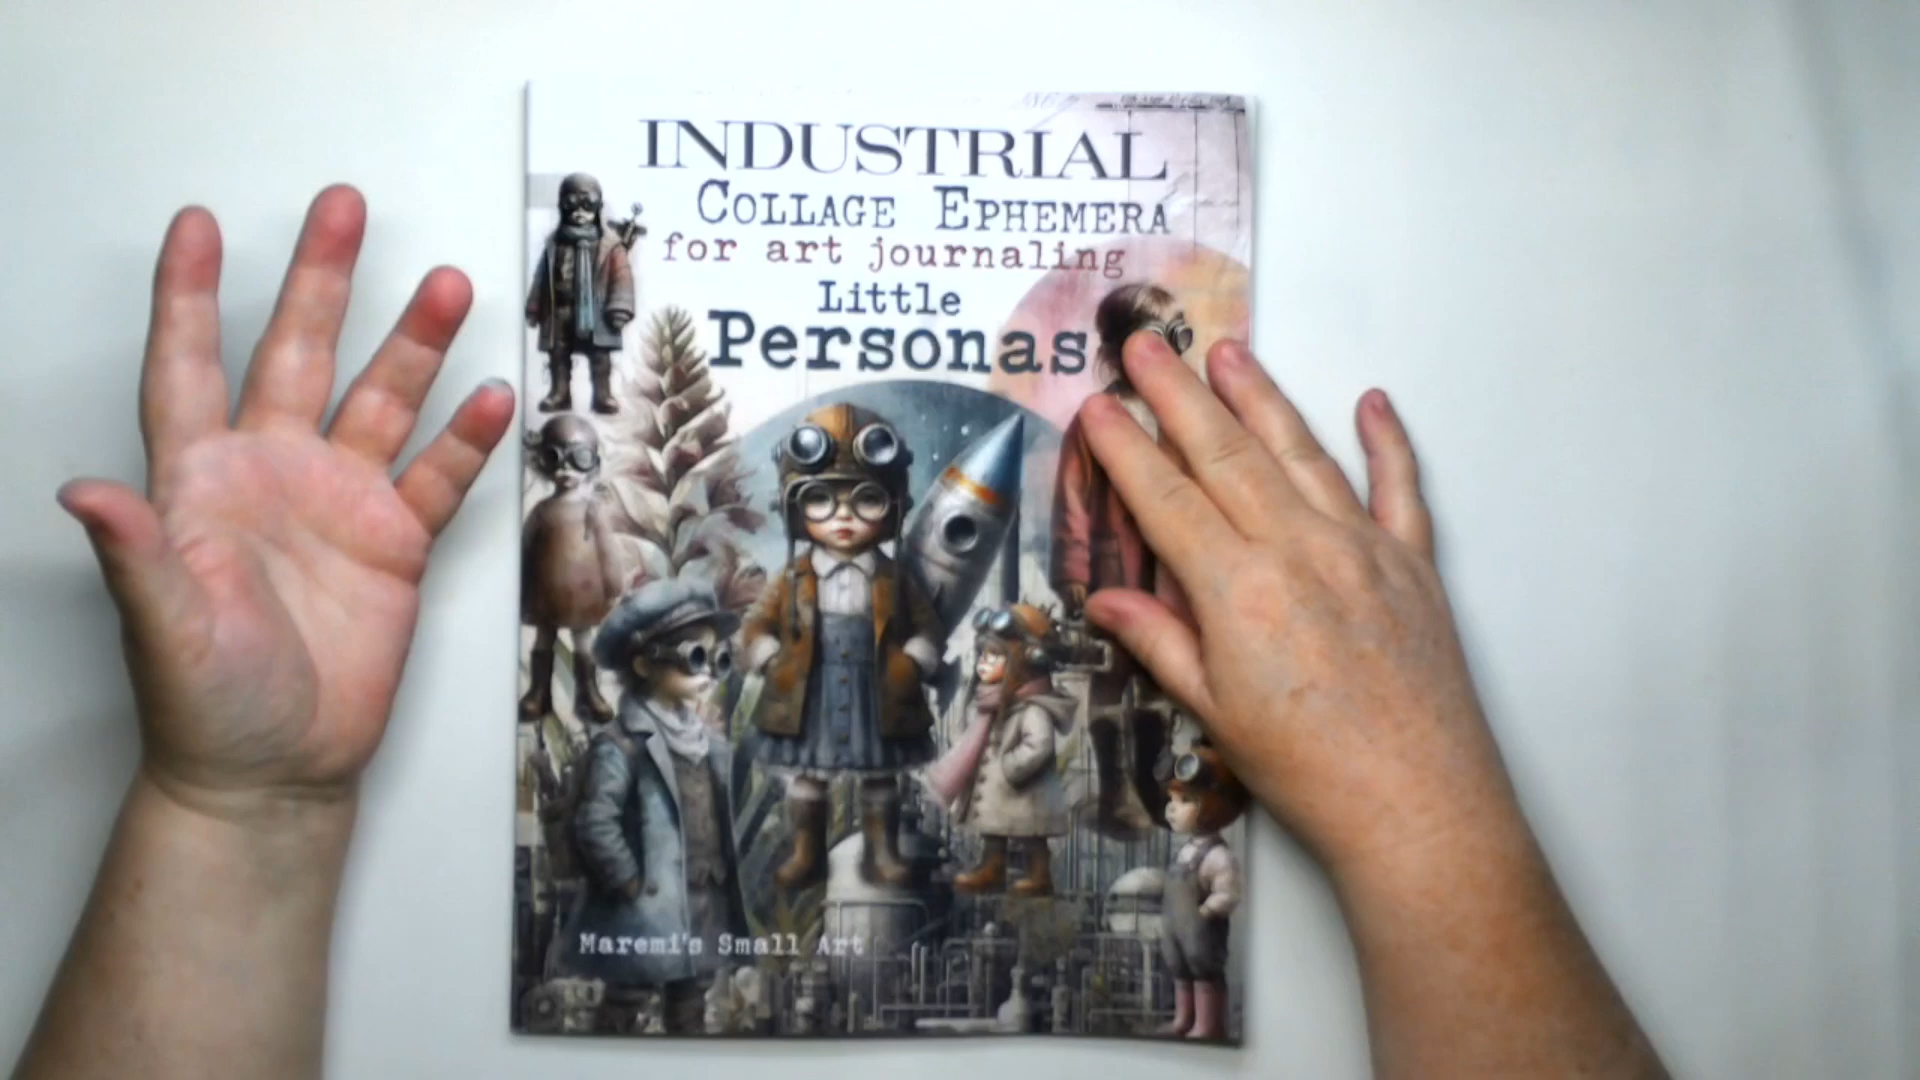 INDUSTRIAL
COLLAGE EPHEMERA
for art journaling
Little
Personas
Maremi's Small Art